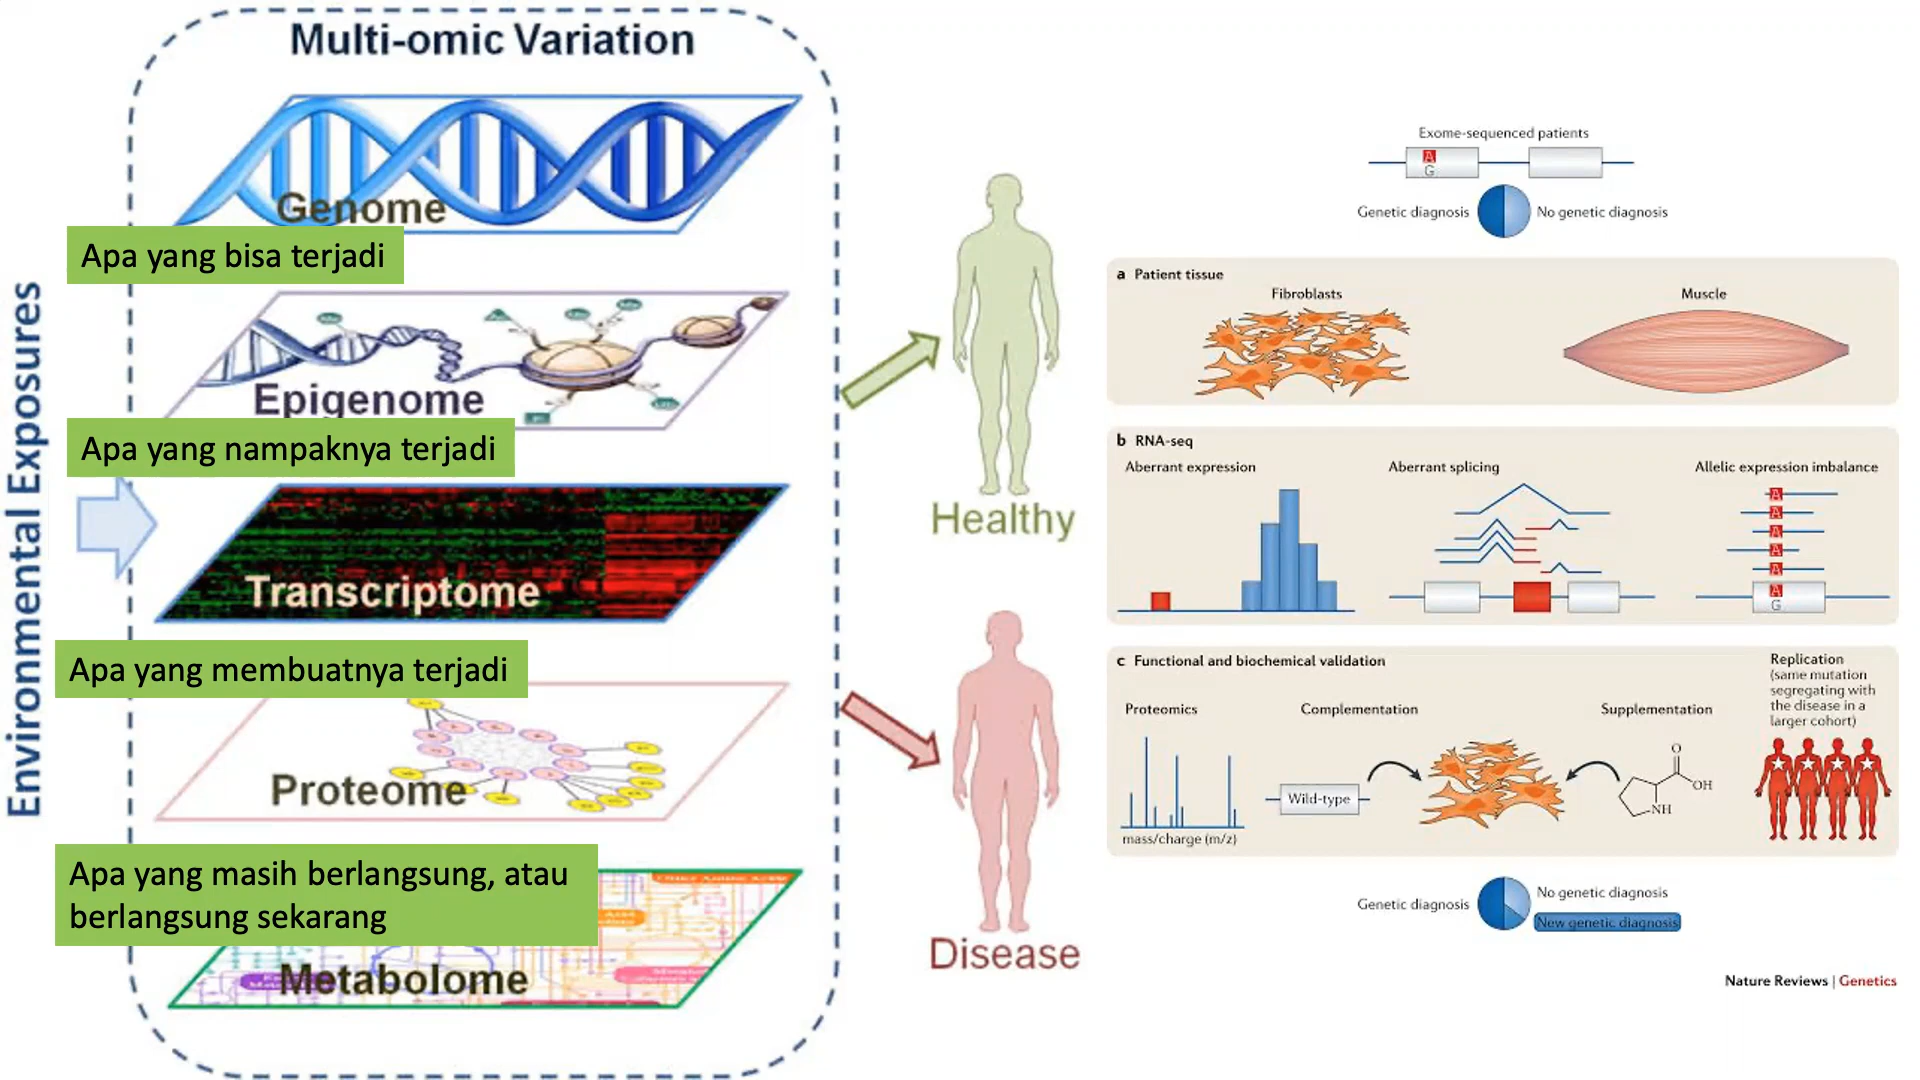 Multi-omic Variation
Environmental Exposures
Genome
Apa yang bisa terjadi
Epigenome
Apa yang nampaknya terjadi
Transcriptome
Apa yang membuatnya terjadi
Proteome
Apa yang masih berlangsung, atau
berlangsung sekarang
Metabolome
Healthy
Disease
Exome-sequenced patients
A
G
Genetic diagnosis
No genetic diagnosis
a Patient tissue
Fibroblasts
Muscle
b RNA-seq
Aberrant expression
Aberrant splicing
Allelic expression imbalance
A
A
A
A
A
A
G
c Functional and biochemical validation
Proteomics
mass/charge (m/z)
Complementation
Wild-type
Supplementation
O
OH
NH
Replication
(same mutation
segregating with
the disease in a
larger cohort)
Genetic diagnosis
No genetic diagnosis
New genetic diagnosis
Nature Reviews | Genetics